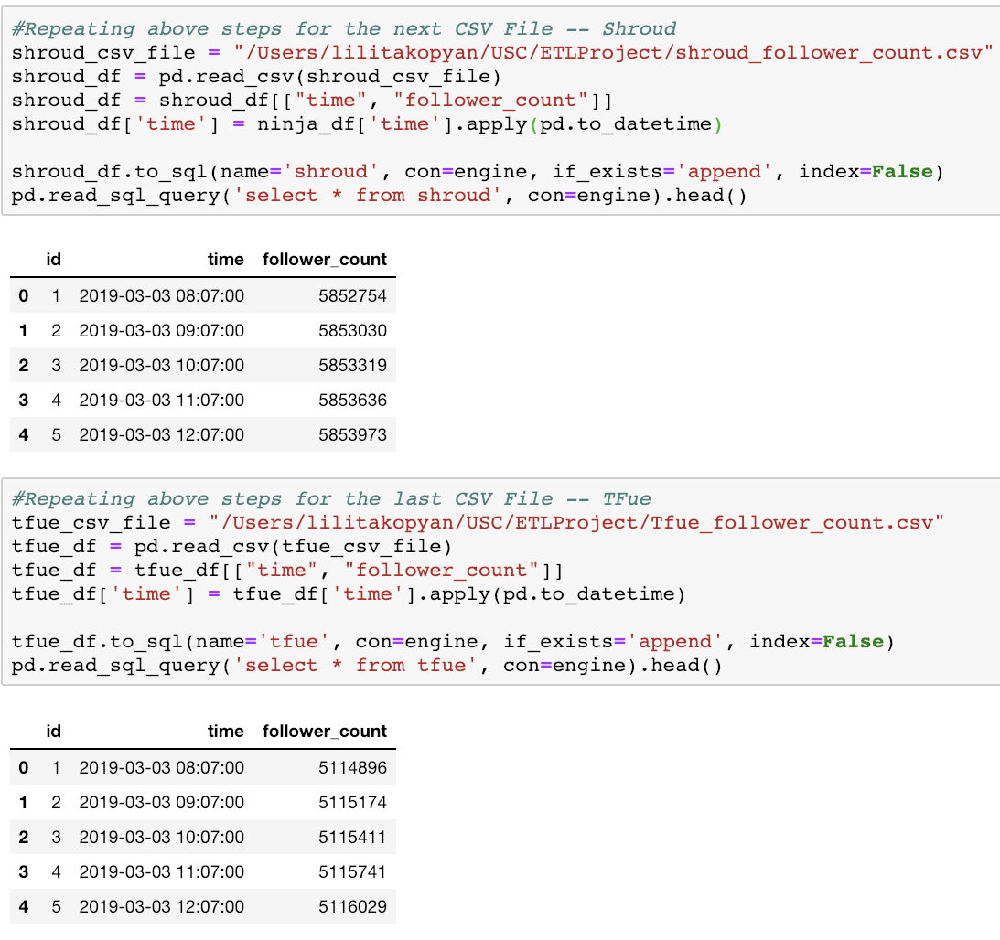 #Repeating above steps for the next CSV File -- Shroud
shroud_csv_file = "/Users/lilitakopyan/USC/ETLProject/shroud_follower_count.csv"
shroud_df = pd.read_csv(shroud_csv_file)
shroud_df = shroud_df[["time", "follower_count"]]
shroud_df['time'] = ninja_df['time'].apply(pd.to_datetime)
shroud_df.to_sql(name='shroud', con=engine, if_exists='append', index=False)
pd.read_sql_query('select * from shroud', con=engine).head()
id time follower_count
0 1 2019-03-03 08:07:00 5852754
1 2 2019-03-03 09:07:00 5853030
2 3 2019-03-03 10:07:00 5853319
3 4 2019-03-03 11:07:00 5853636
4 5 2019-03-03 12:07:00 5853973
#Repeating above steps for the last CSV File -- TFue
tfue_csv_file = "/Users/lilitakopyan/USC/ETLProject/Tfue_follower_count.csv"
tfue_df = pd.read_csv(tfue_csv_file)
tfue_df = tfue_df[["time", "follower_count"]]
tfue_df['time'] = tfue_df['time'].apply(pd.to_datetime)
tfue_df.to_sql(name='tfue', con=engine, if_exists='append', index=False)
pd.read_sql_query('select * from tfue', con=engine).head()
id time follower_count
0 1 2019-03-03 08:07:00 5114896
1 2 2019-03-03 09:07:00 5115174
2 3 2019-03-03 10:07:00 5115411
3 4 2019-03-03 11:07:00 5115741
4 5 2019-03-03 12:07:00 5116029